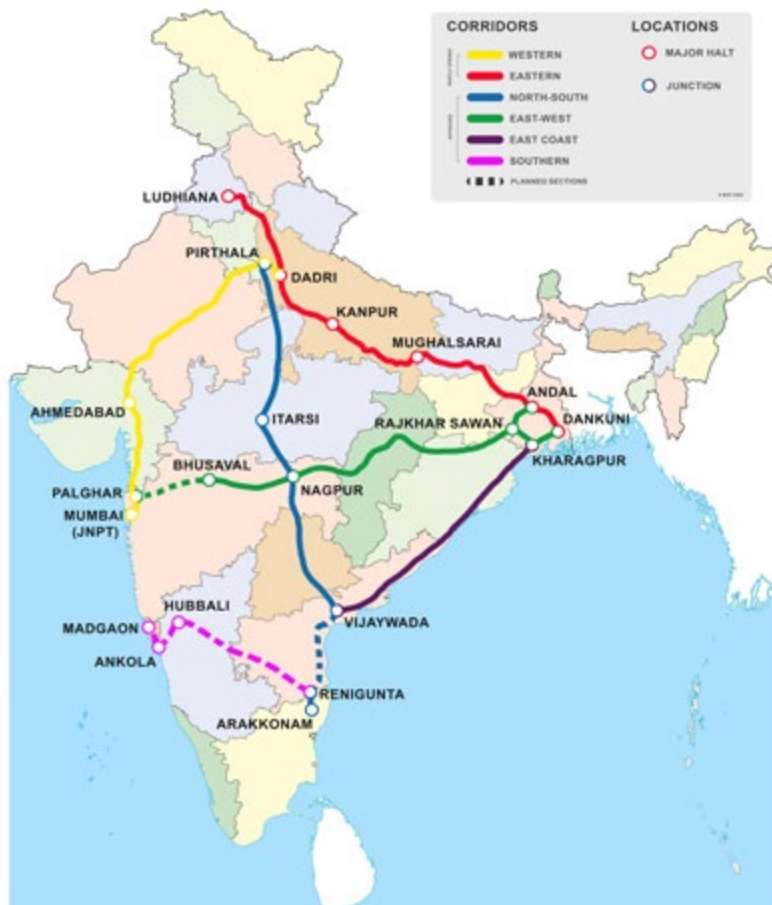 CORRIDORS
WESTERN
EASTERN
NORTH-SOUTH
EAST-WEST
EAST COAST
SOUTHERN
PLANNED SECTIONS
LOCATIONS
MAJOR HALT
JUNCTION
LUDHIANA
PIRTHALA
DADRI
KANPUR
MUGHALSARAI
ANDAL
AHMEDABAD
ITARSI
RAJKHAR SAWAN
DANKUNI
KHARAGPUR
BHUSAVAL
PALGHAR
NAGPUR
MUMBAI
(JNPT)
HUBBALI
VIJAYWADA
MADGAON
ANKOLA
RENIGUNTA
ARAKKONAM